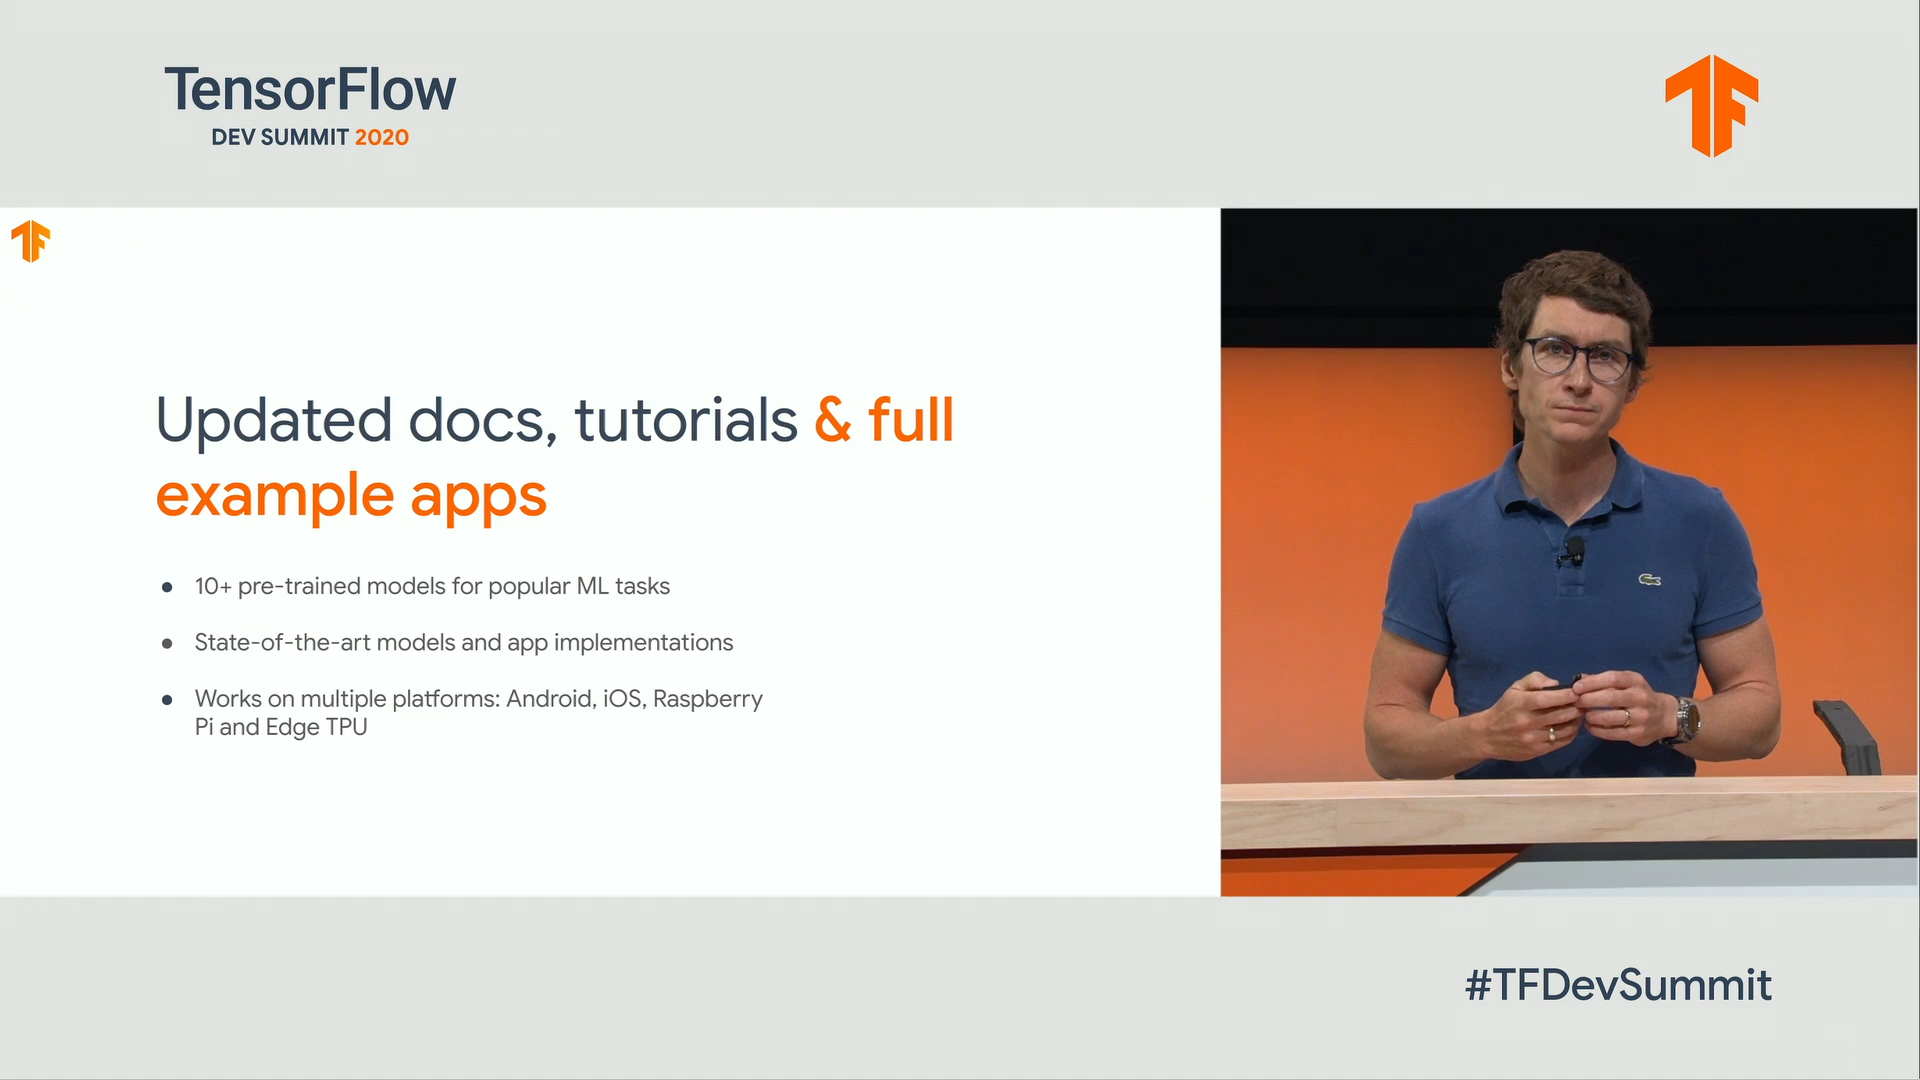 TensorFlow
DEV SUMMIT 2020
Updated docs, tutorials & full
example apps
• 10+ pre-trained models for popular ML tasks
• State-of-the-art models and app implementations
• Works on multiple platforms: Android, iOS, Raspberry
Pi and Edge TPU
#TFDevSummit